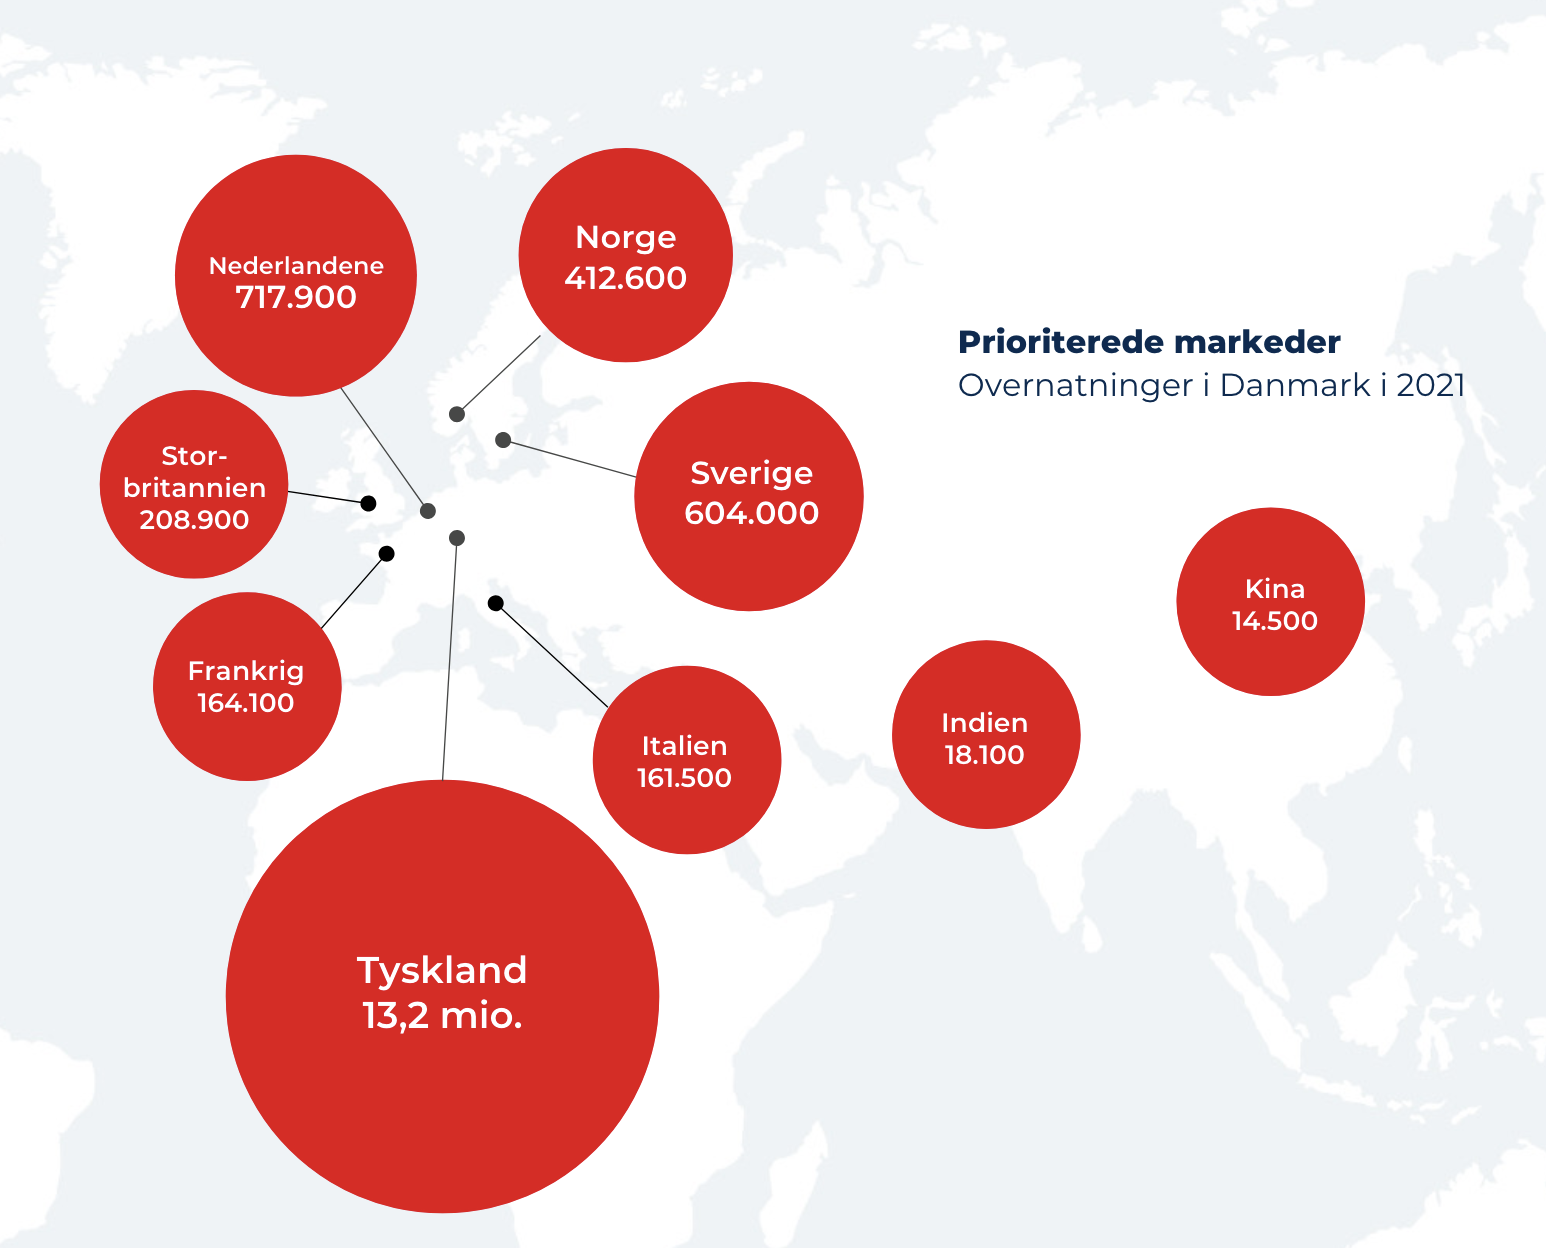 Prioriterede markeder
Overnatninger i Danmark i 2021
Nederlandene
717.900
Norge
412.600
Stor-
britannien
208.900
Sverige
604.000
Frankrig
164.100
Italien
161.500
Indien
18.100
Kina
14.500
Tyskland
13,2 mio.